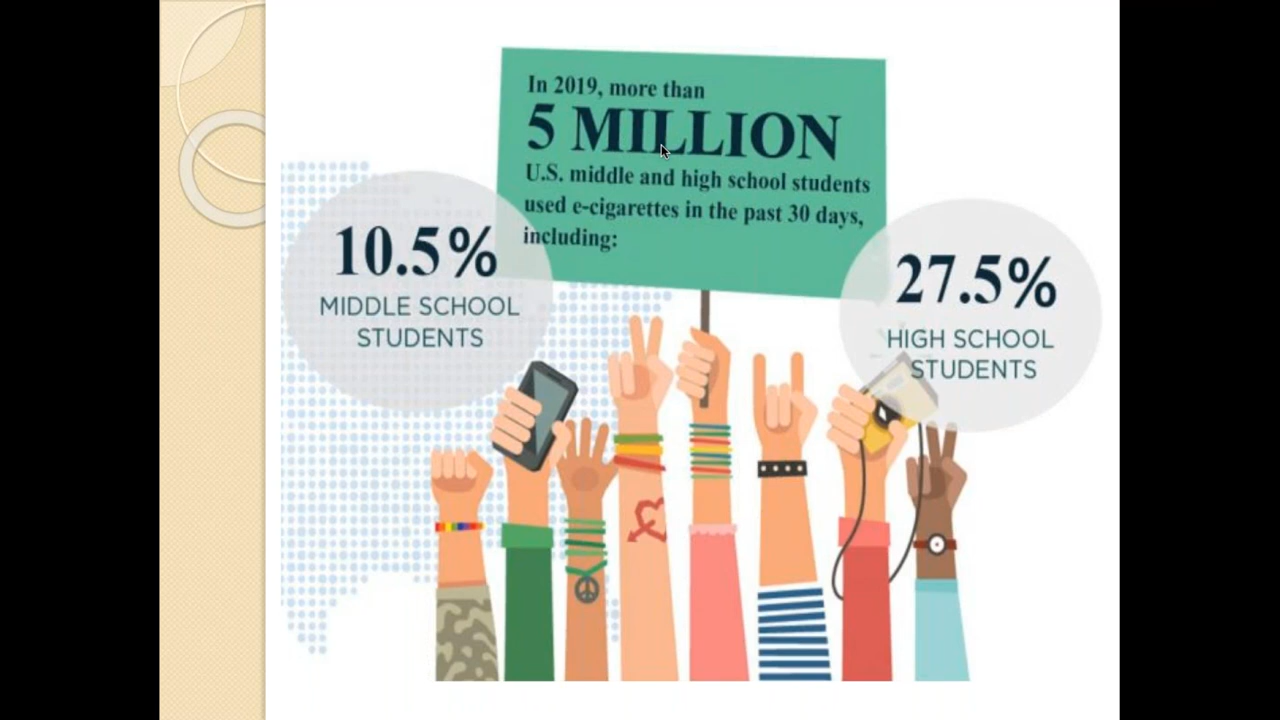 In 2019, more than
5 MILLION
U.S. middle and high school students
used e-cigarettes in the past 30 days,
including:
10.5%
MIDDLE SCHOOL
STUDENTS
27.5%
HIGH SCHOOL
STUDENTS